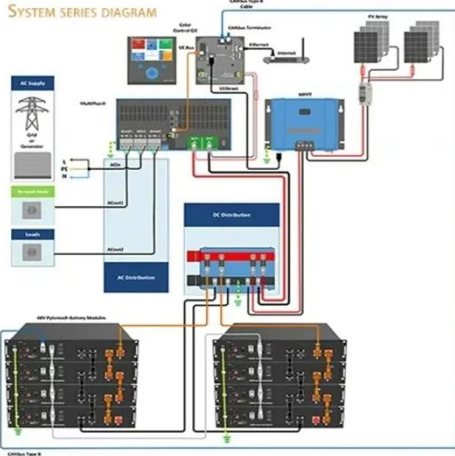 SYSTEM SERIES DIAGRAM
CANbus Type B
Cable
Color
Control GX
CANbus Terminator
VE Bus
Ethernet
Internet
PV Array
AC Supply
MultiPlus-II
VEDirect
MPPT
Grid
or
Generator
L
PE
N
ACin
ACout1
Loads
DC Distribution
ACout2
AC Distribution
48V Pylontech Battery Modules
CANbus Type B